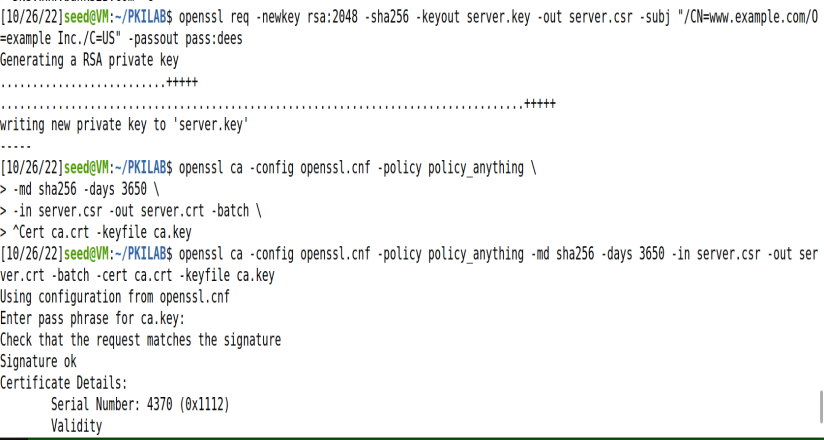 [10/26/22]seed@VM:~/PKILAB$ openssl req -newkey rsa:2048 -sha256 -keyout server.key -out server.csr -subj "/CN=www.example.com/O
=example Inc./C=US" -passout pass:dees
Generating a RSA private key
..........................+++++
..................................................................................+++++
writing new private key to 'server.key'
-----
[10/26/22]seed@VM:~/PKILAB$ openssl ca -config openssl.cnf -policy policy_anything \
> -md sha256 -days 3650 \
> -in server.csr -out server.crt -batch \
> ^Cert ca.crt -keyfile ca.key
[10/26/22]seed@VM:~/PKILAB$ openssl ca -config openssl.cnf -policy policy_anything -md sha256 -days 3650 -in server.csr -out ser
ver.crt -batch -cert ca.crt -keyfile ca.key
Using configuration from openssl.cnf
Enter pass phrase for ca.key:
Check that the request matches the signature
Signature ok
Certificate Details:
        Serial Number: 4370 (0x1112)
        Validity